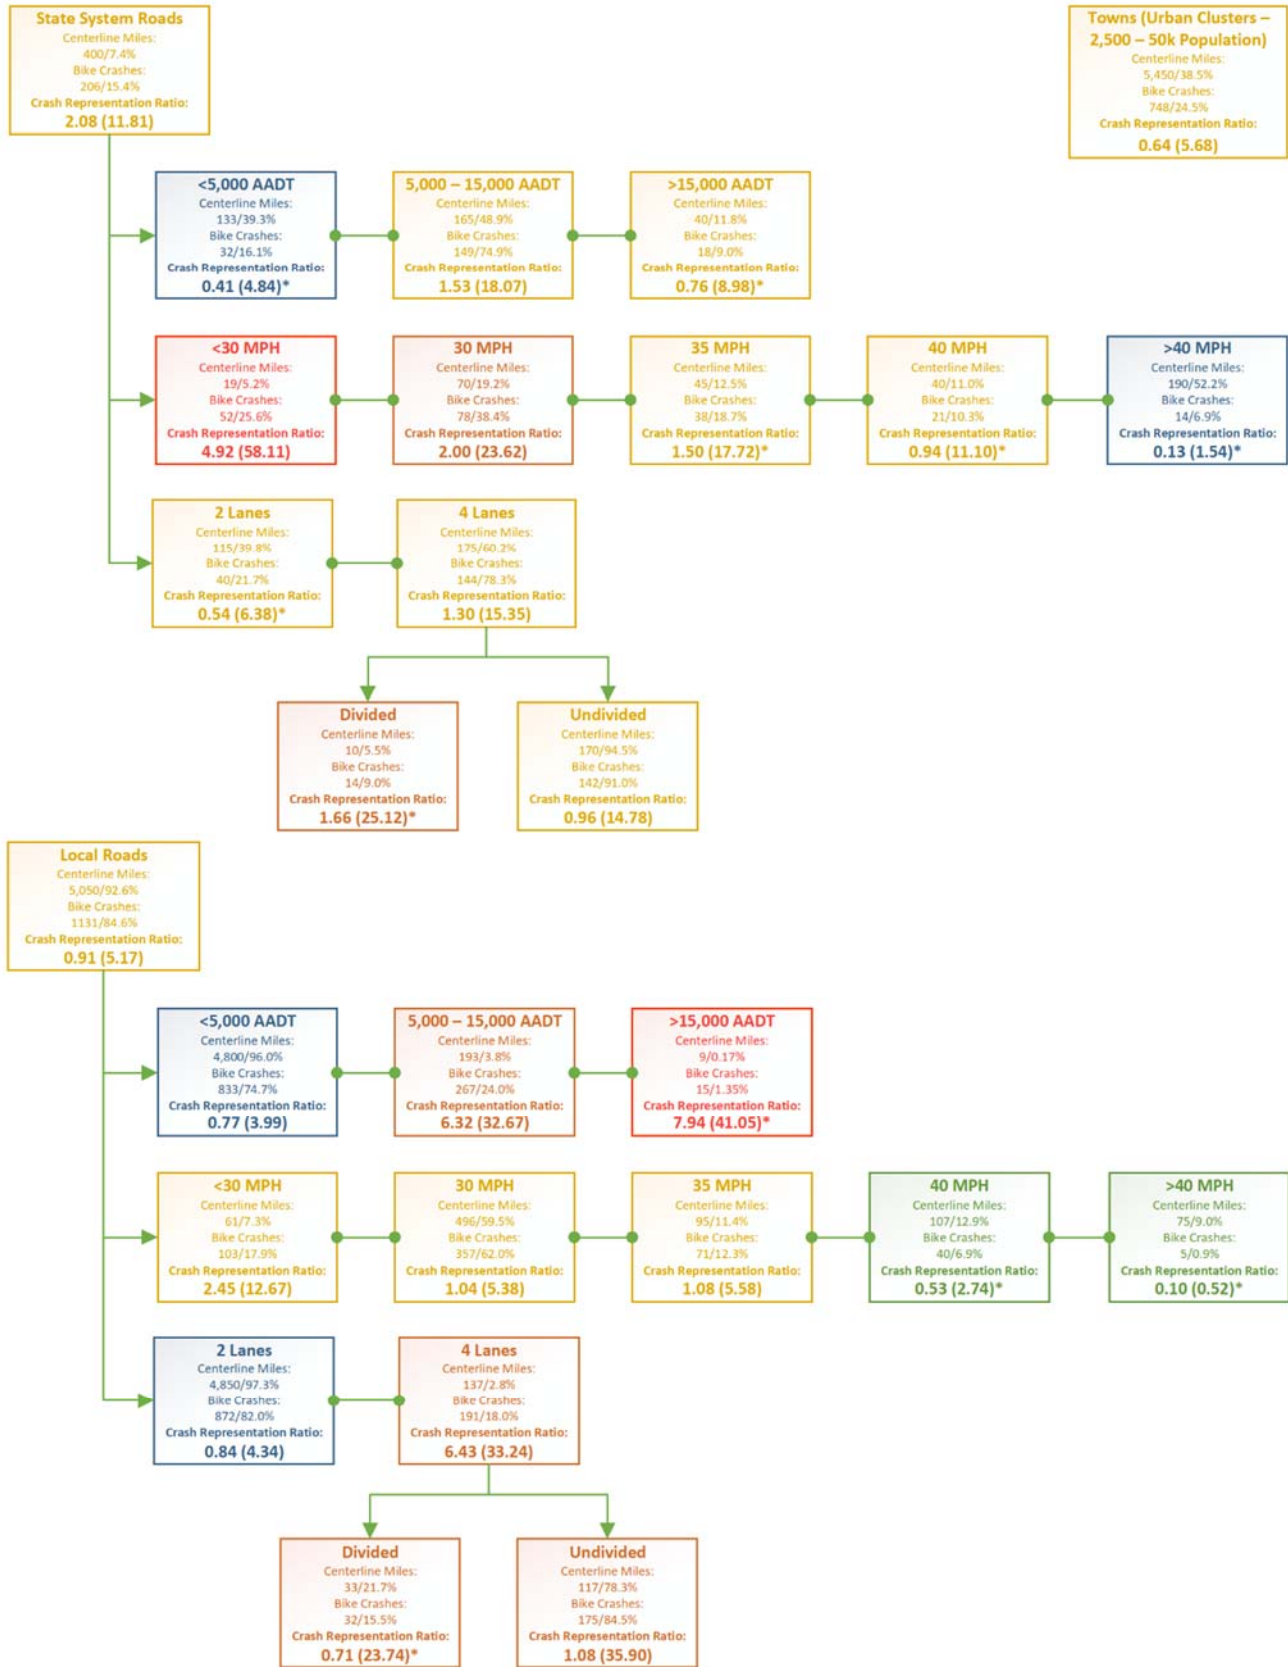 State System Roads
Centerline Miles:
400/7.4%
Bike Crashes:
206/15.4%
Crash Representation Ratio:
2.08 (11.81)
Towns (Urban Clusters –
2,500 – 50k Population)
Centerline Miles:
5,450/38.5%
Bike Crashes:
748/24.5%
Crash Representation Ratio:
0.64 (5.68)
<5,000 AADT
Centerline Miles:
133/39.3%
Bike Crashes:
32/16.1%
Crash Representation Ratio:
0.41 (4.84)*
5,000 – 15,000 AADT
Centerline Miles:
165/48.9%
Bike Crashes:
149/74.9%
Crash Representation Ratio:
1.53 (18.07)
>15,000 AADT
Centerline Miles:
40/11.8%
Bike Crashes:
18/9.0%
Crash Representation Ratio:
0.76 (8.98)*
<30 MPH
Centerline Miles:
19/5.2%
Bike Crashes:
52/25.6%
Crash Representation Ratio:
4.92 (58.11)
30 MPH
Centerline Miles:
70/19.2%
Bike Crashes:
78/38.4%
Crash Representation Ratio:
2.00 (23.62)
35 MPH
Centerline Miles:
45/12.5%
Bike Crashes:
38/18.7%
Crash Representation Ratio:
1.50 (17.72)*
40 MPH
Centerline Miles:
40/11.0%
Bike Crashes:
21/10.3%
Crash Representation Ratio:
0.94 (11.10)*
>40 MPH
Centerline Miles:
190/52.2%
Bike Crashes:
14/6.9%
Crash Representation Ratio:
0.13 (1.54)*
2 Lanes
Centerline Miles:
115/39.8%
Bike Crashes:
40/21.7%
Crash Representation Ratio:
0.54 (6.38)*
4 Lanes
Centerline Miles:
175/60.2%
Bike Crashes:
144/78.3%
Crash Representation Ratio:
1.30 (15.35)
Divided
Centerline Miles:
10/5.5%
Bike Crashes:
14/9.0%
Crash Representation Ratio:
1.66 (25.12)*
Undivided
Centerline Miles:
170/94.5%
Bike Crashes:
142/91.0%
Crash Representation Ratio:
0.96 (14.78)
Local Roads
Centerline Miles:
5,050/92.6%
Bike Crashes:
1131/84.6%
Crash Representation Ratio:
0.91 (5.17)
<5,000 AADT
Centerline Miles:
4,800/96.0%
Bike Crashes:
833/74.7%
Crash Representation Ratio:
0.77 (3.99)
5,000 – 15,000 AADT
Centerline Miles:
193/3.8%
Bike Crashes:
267/24.0%
Crash Representation Ratio:
6.32 (32.67)
>15,000 AADT
Centerline Miles:
9/0.17%
Bike Crashes:
15/1.35%
Crash Representation Ratio:
7.94 (41.05)*
<30 MPH
Centerline Miles:
61/7.3%
Bike Crashes:
103/17.9%
Crash Representation Ratio:
2.45 (12.67)
30 MPH
Centerline Miles:
496/59.5%
Bike Crashes:
357/62.0%
Crash Representation Ratio:
1.04 (5.38)
35 MPH
Centerline Miles:
95/11.4%
Bike Crashes:
71/12.3%
Crash Representation Ratio:
1.08 (5.58)
40 MPH
Centerline Miles:
107/12.9%
Bike Crashes:
40/6.9%
Crash Representation Ratio:
0.53 (2.74)*
>40 MPH
Centerline Miles:
75/9.0%
Bike Crashes:
5/0.9%
Crash Representation Ratio:
0.10 (0.52)*
2 Lanes
Centerline Miles:
4,850/97.3%
Bike Crashes:
872/82.0%
Crash Representation Ratio:
0.84 (4.34)
4 Lanes
Centerline Miles:
137/2.8%
Bike Crashes:
191/18.0%
Crash Representation Ratio:
6.43 (33.24)
Divided
Centerline Miles:
33/21.7%
Bike Crashes:
32/15.5%
Crash Representation Ratio:
0.71 (23.74)*
Undivided
Centerline Miles:
117/78.3%
Bike Crashes:
175/84.5%
Crash Representation Ratio:
1.08 (35.90)